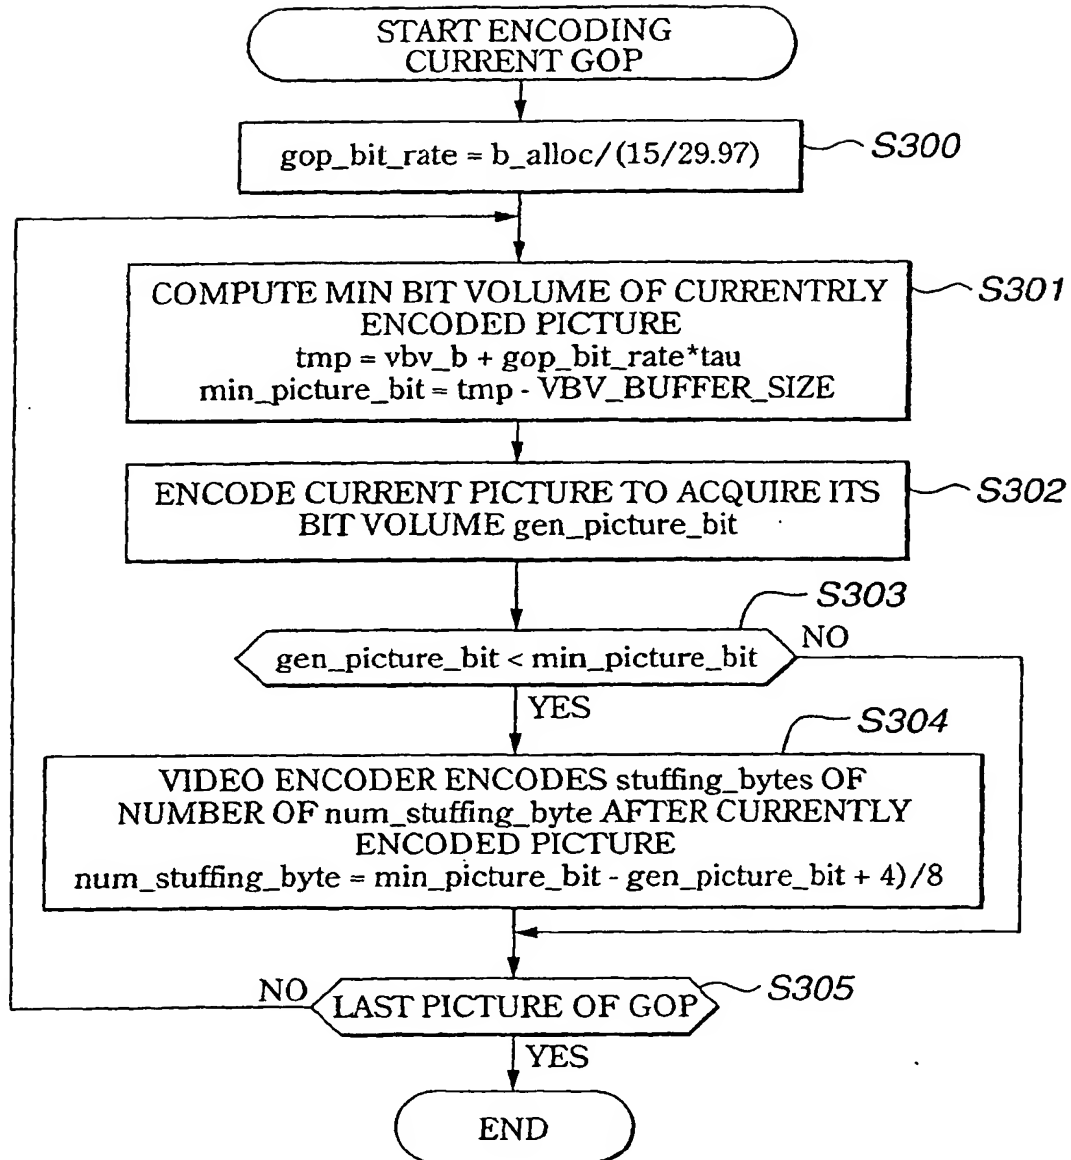 START ENCODING
CURRENT GOP
gop_bit_rate = b_alloc/(15/29.97)
S300
COMPUTE MIN BIT VOLUME OF CURRENTRLY
ENCODED PICTURE
tmp = vbv_b + gop_bit_rate*tau
min_picture_bit = tmp - VBV_BUFFER_SIZE
S301
ENCODE CURRENT PICTURE TO ACQUIRE ITS
BIT VOLUME gen_picture_bit
S302
S303
gen_picture_bit < min_picture_bit
NO
YES
S304
VIDEO ENCODER ENCODES stuffing_bytes OF
NUMBER OF num_stuffing_byte AFTER CURRENTLY
ENCODED PICTURE
num_stuffing_byte = min_picture_bit - gen_picture_bit + 4)/8
NO
LAST PICTURE OF GOP
S305
YES
END